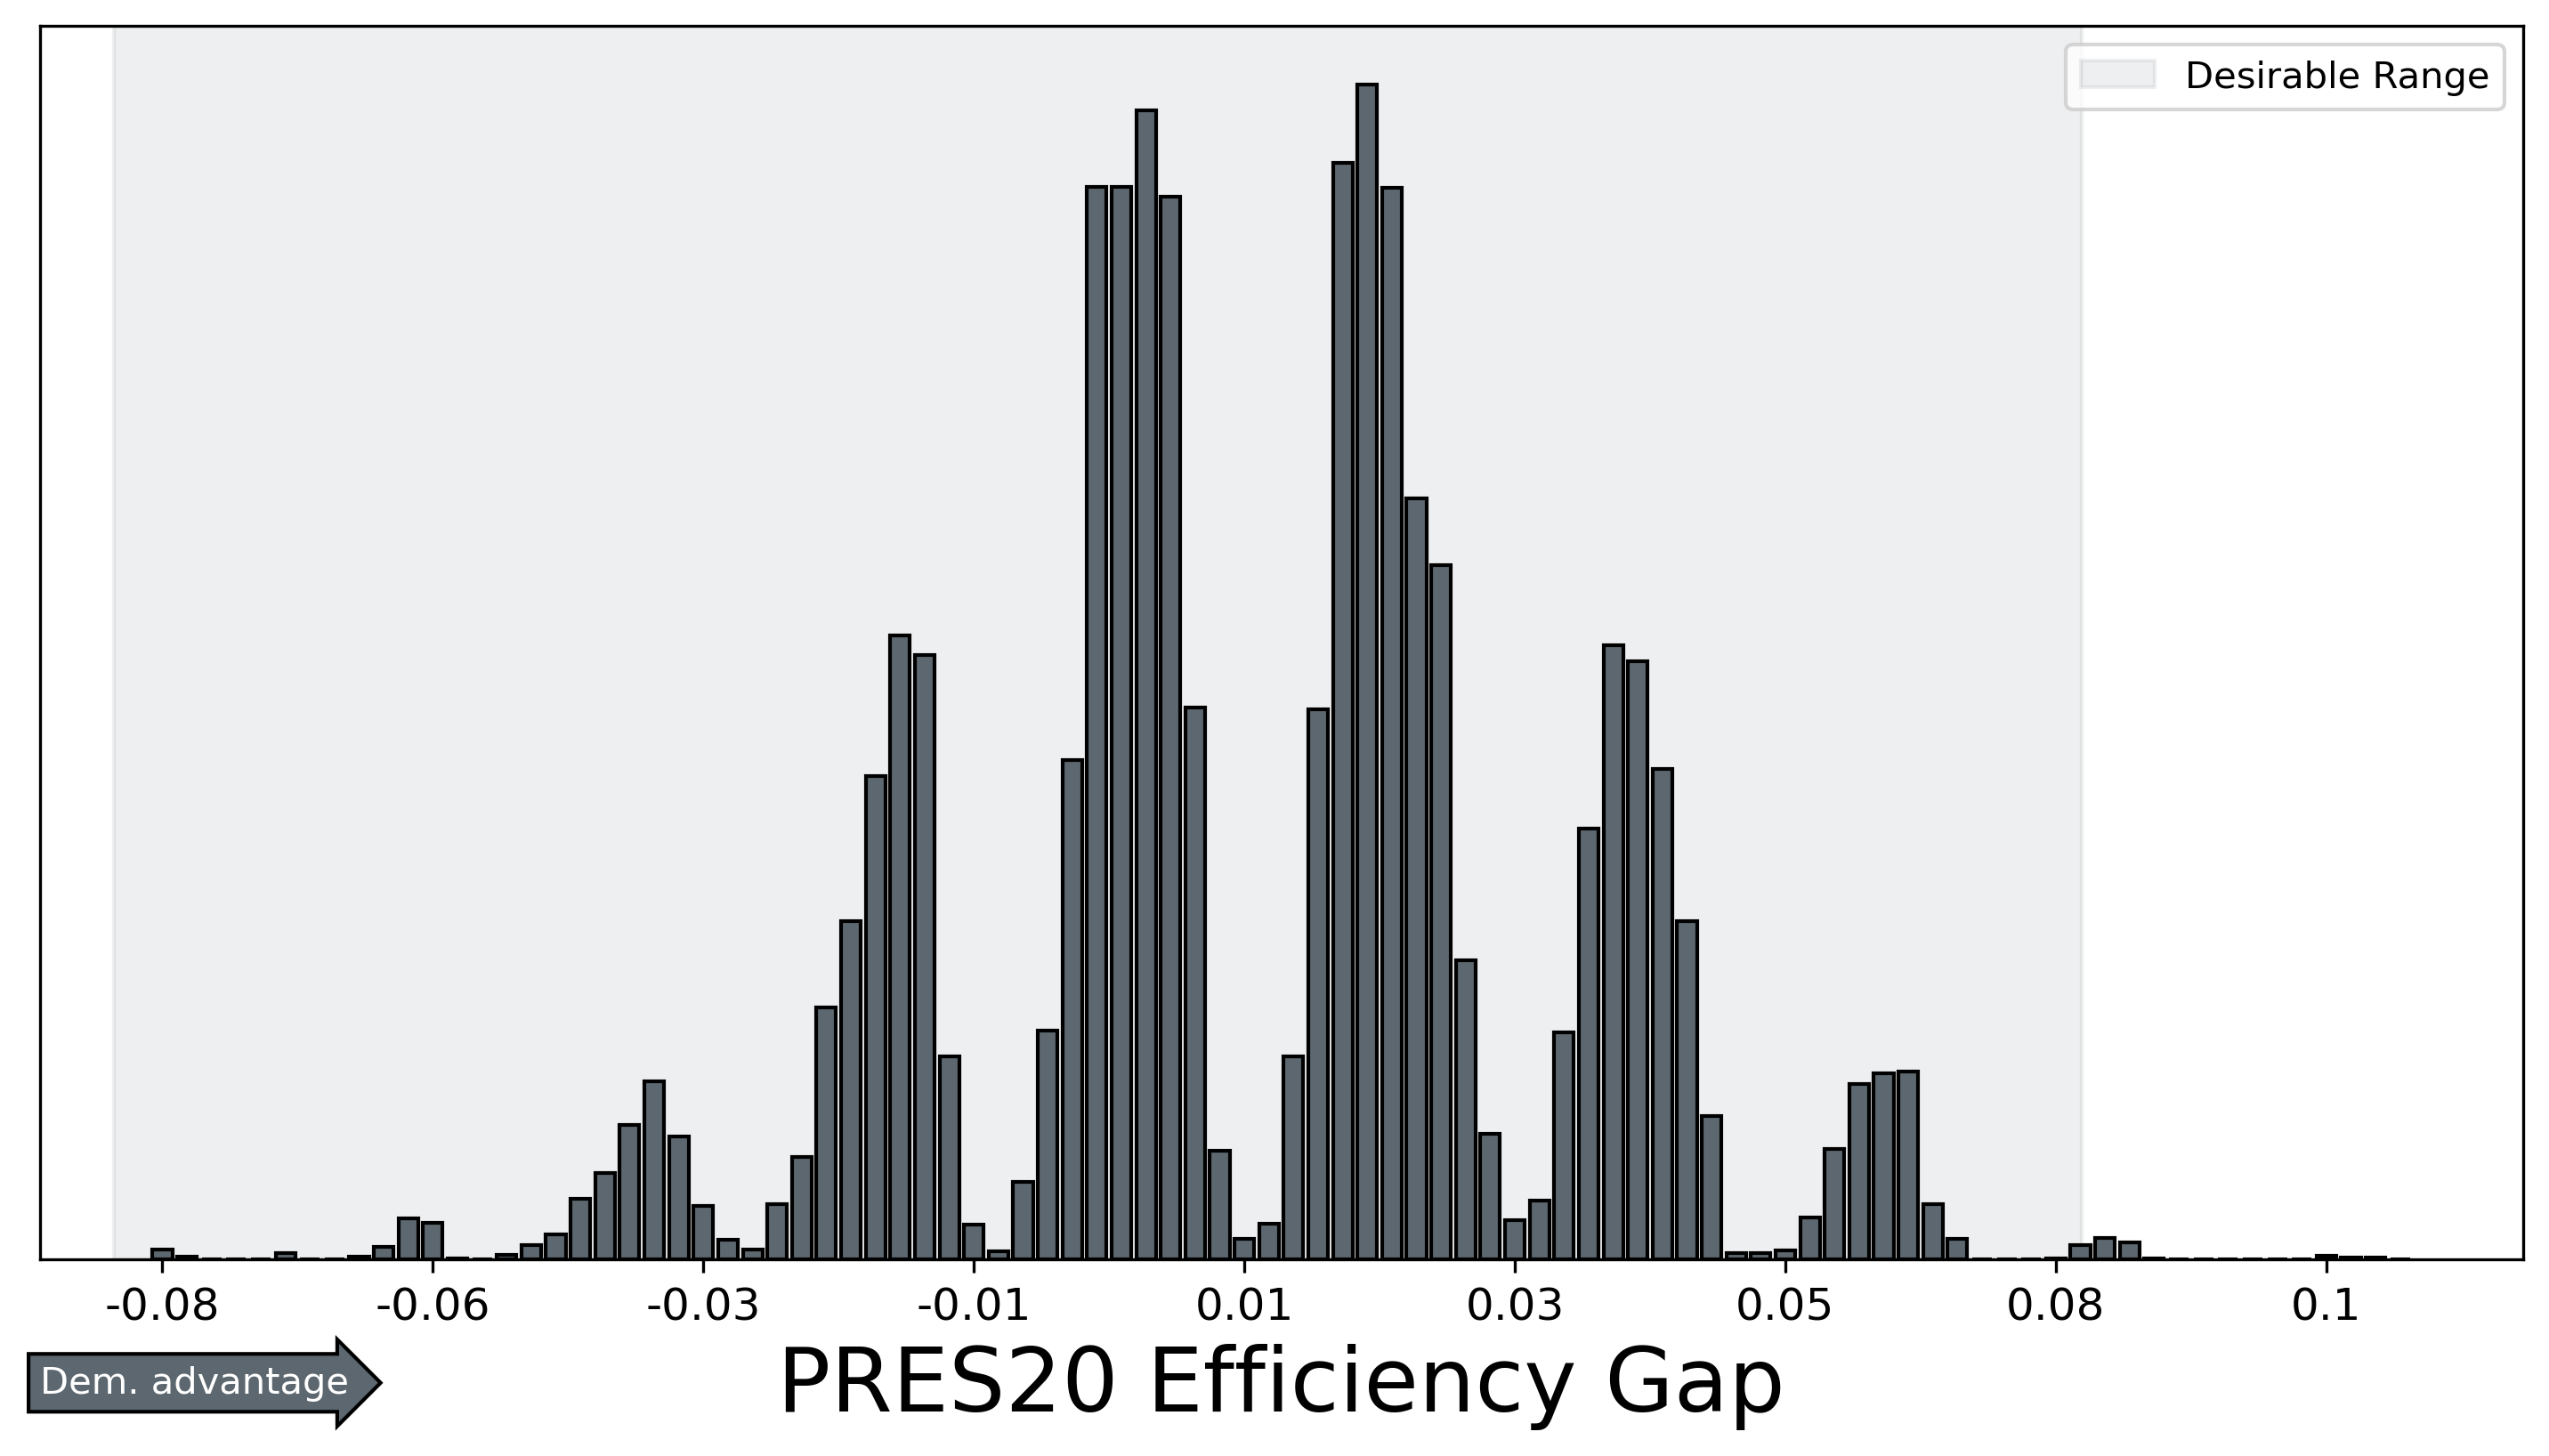 Desirable Range
-0.08 -0.06 -0.03 -0.01 0.01 0.03 0.05 0.08 0.1
Dem. advantage
PRES20 Efficiency Gap